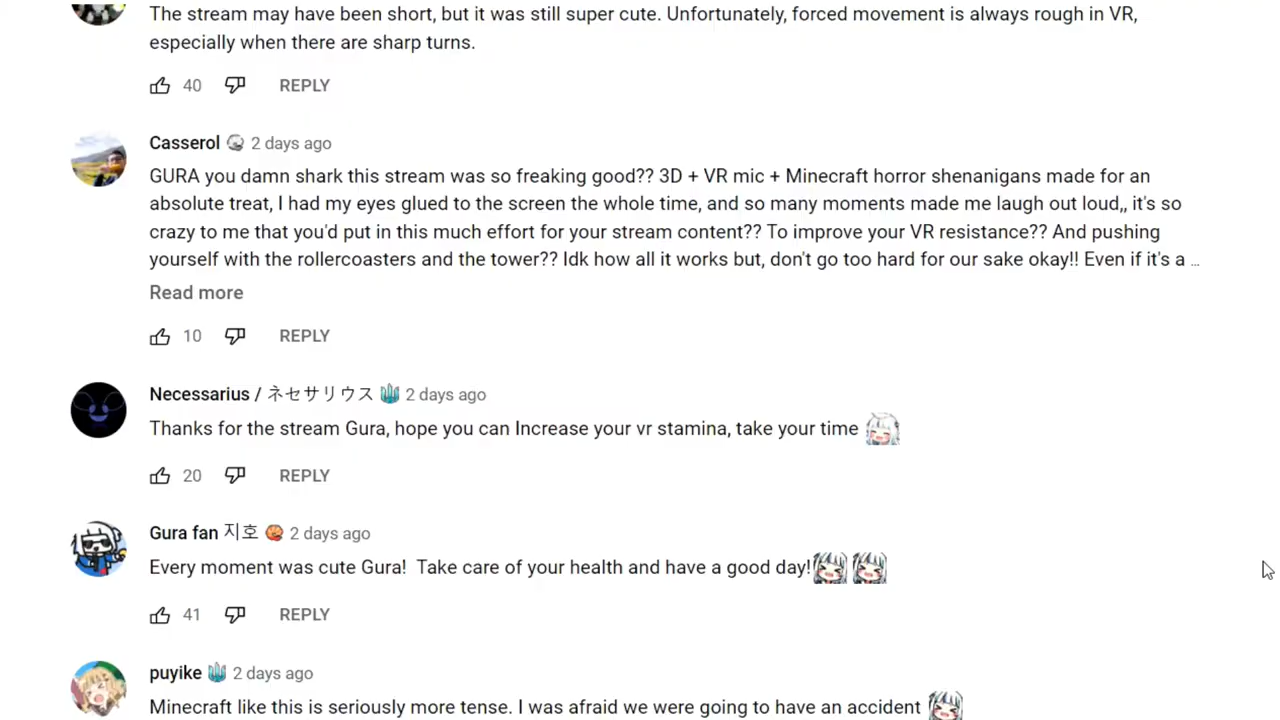 The stream may have been short, but it was still super cute. Unfortunately, forced movement is always rough in VR,
especially when there are sharp turns.
40 REPLY
Casserol 2 days ago
GURA you damn shark this stream was so freaking good?? 3D + VR mic + Minecraft horror shenanigans made for an
absolute treat, I had my eyes glued to the screen the whole time, and so many moments made me laugh out loud,, it's so
crazy to me that you'd put in this much effort for your stream content?? To improve your VR resistance?? And pushing
yourself with the rollercoasters and the tower?? Idk how all it works but, don't go too hard for our sake okay!! Even if it's a ...
Read more
10 REPLY
Necessarius / ネセサリウス 2 days ago
Thanks for the stream Gura, hope you can Increase your vr stamina, take your time
20 REPLY
Gura fan 지호 2 days ago
Every moment was cute Gura! Take care of your health and have a good day!
41 REPLY
puyike 2 days ago
Minecraft like this is seriously more tense. I was afraid we were going to have an accident